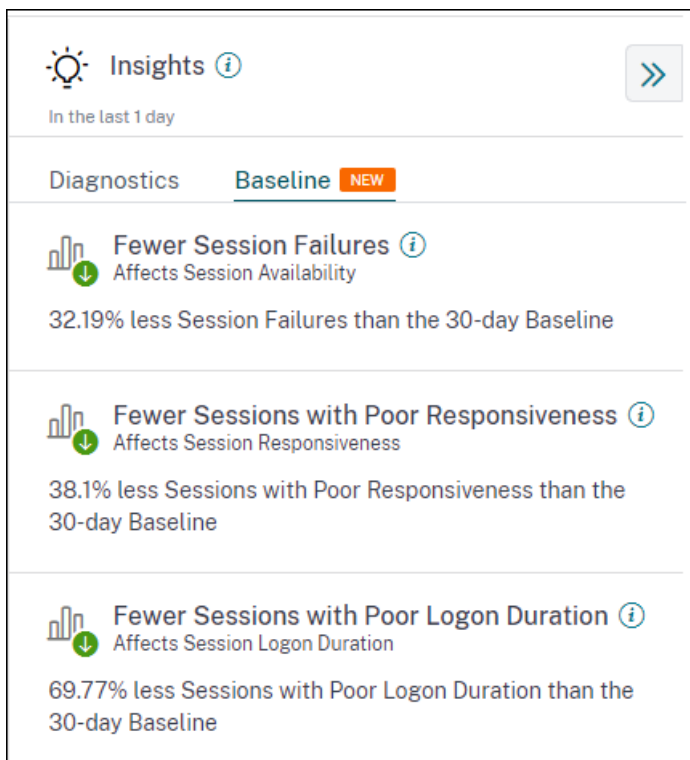 Insights
In the last 1 day
Diagnostics Baseline NEW
Fewer Session Failures
Affects Session Availability
32.19% less Session Failures than the 30-day Baseline
Fewer Sessions with Poor Responsiveness
Affects Session Responsiveness
38.1% less Sessions with Poor Responsiveness than the
30-day Baseline
Fewer Sessions with Poor Logon Duration
Affects Session Logon Duration
69.77% less Sessions with Poor Logon Duration than the
30-day Baseline